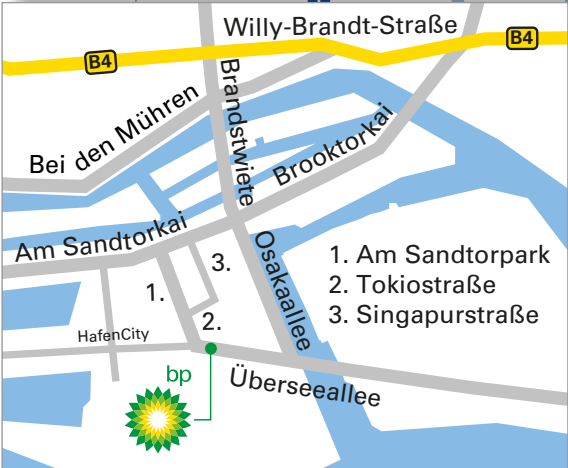 Willy-Brandt-Straße
B4
B4
Brandstwiete
Bei den Mühren
Brooktorkai
Am Sandtorkai
Osakaallee
1. Am Sandtorpark
2. Tokiostraße
3. Singapurstraße
3.
1.
2.
HafenCity
bp
Überseeallee